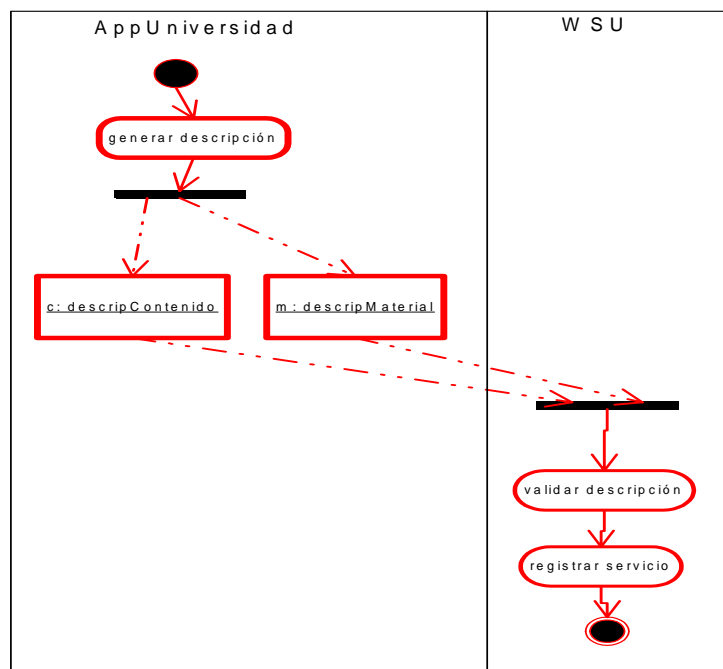 AppUniversidad
WSU
generar descripción
c: descripContenido
m: descripMaterial
validar descripción
registrar servicio